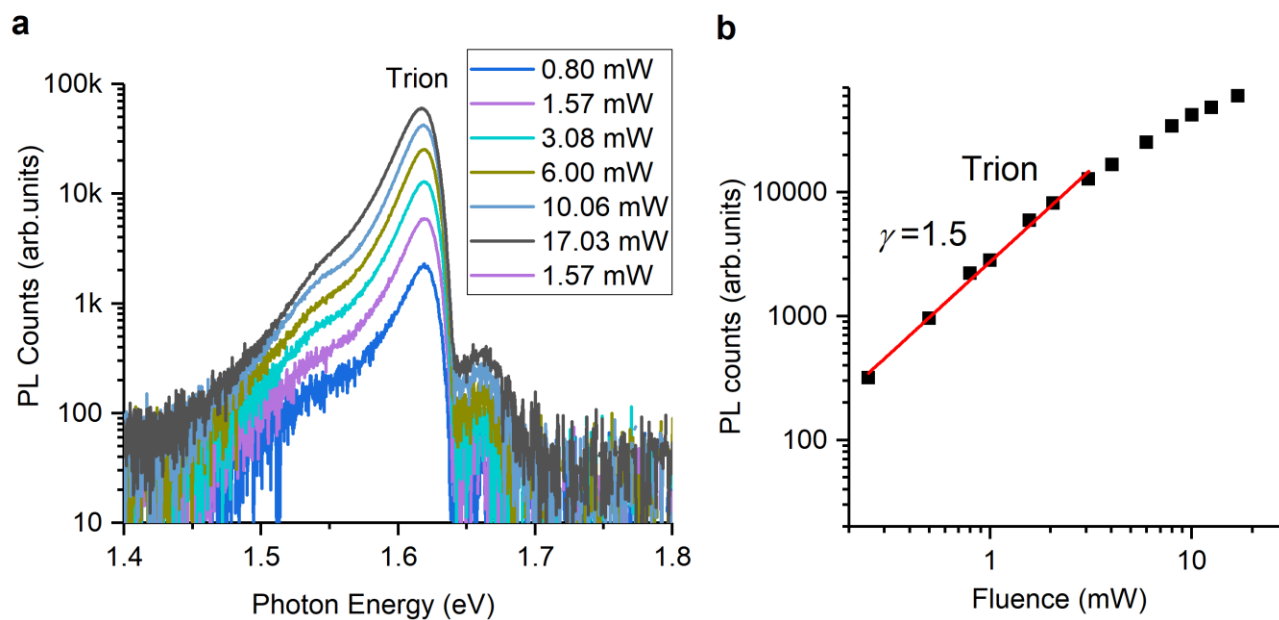 a
Trion
0.80 mW
1.57 mW
3.08 mW
6.00 mW
10.06 mW
17.03 mW
1.57 mW
100k
10k
1k
100
10
PL Counts (arb.units)
1.4 1.5 1.6 1.7 1.8
Photon Energy (eV)
b
Trion
γ =1.5
10000
1000
100
PL counts (arb.units)
1 10
Fluence (mW)